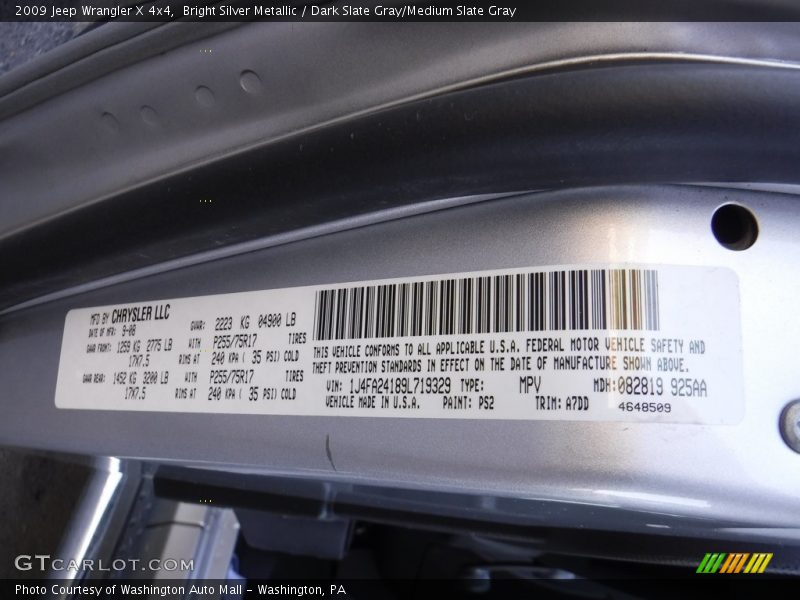 2009 Jeep Wrangler X 4x4, Bright Silver Metallic / Dark Slate Gray/Medium Slate Gray
MFD BY CHRYSLER LLC
DATE OF MFR: 9-08 GVWR: 2223 KG 04900 LB
GAWR FRONT: 1259 KG 2775 LB WITH P255/75R17 TIRES
17X7.5 RIMS AT 240 KPA ( 35 PSI) COLD
GAWR REAR: 1452 KG 3200 LB WITH P255/75R17 TIRES
17X7.5 RIMS AT 240 KPA ( 35 PSI) COLD
THIS VEHICLE CONFORMS TO ALL APPLICABLE U.S.A. FEDERAL MOTOR VEHICLE SAFETY AND
THEFT PREVENTION STANDARDS IN EFFECT ON THE DATE OF MANUFACTURE SHOWN ABOVE.
VIN: 1J4FA24189L719329 TYPE: MPV MDH: 082819 925AA
VEHICLE MADE IN U.S.A. PAINT: PS2 TRIM: A7DD 4648509
GTCARLOT.COM
Photo Courtesy of Washington Auto Mall - Washington, PA